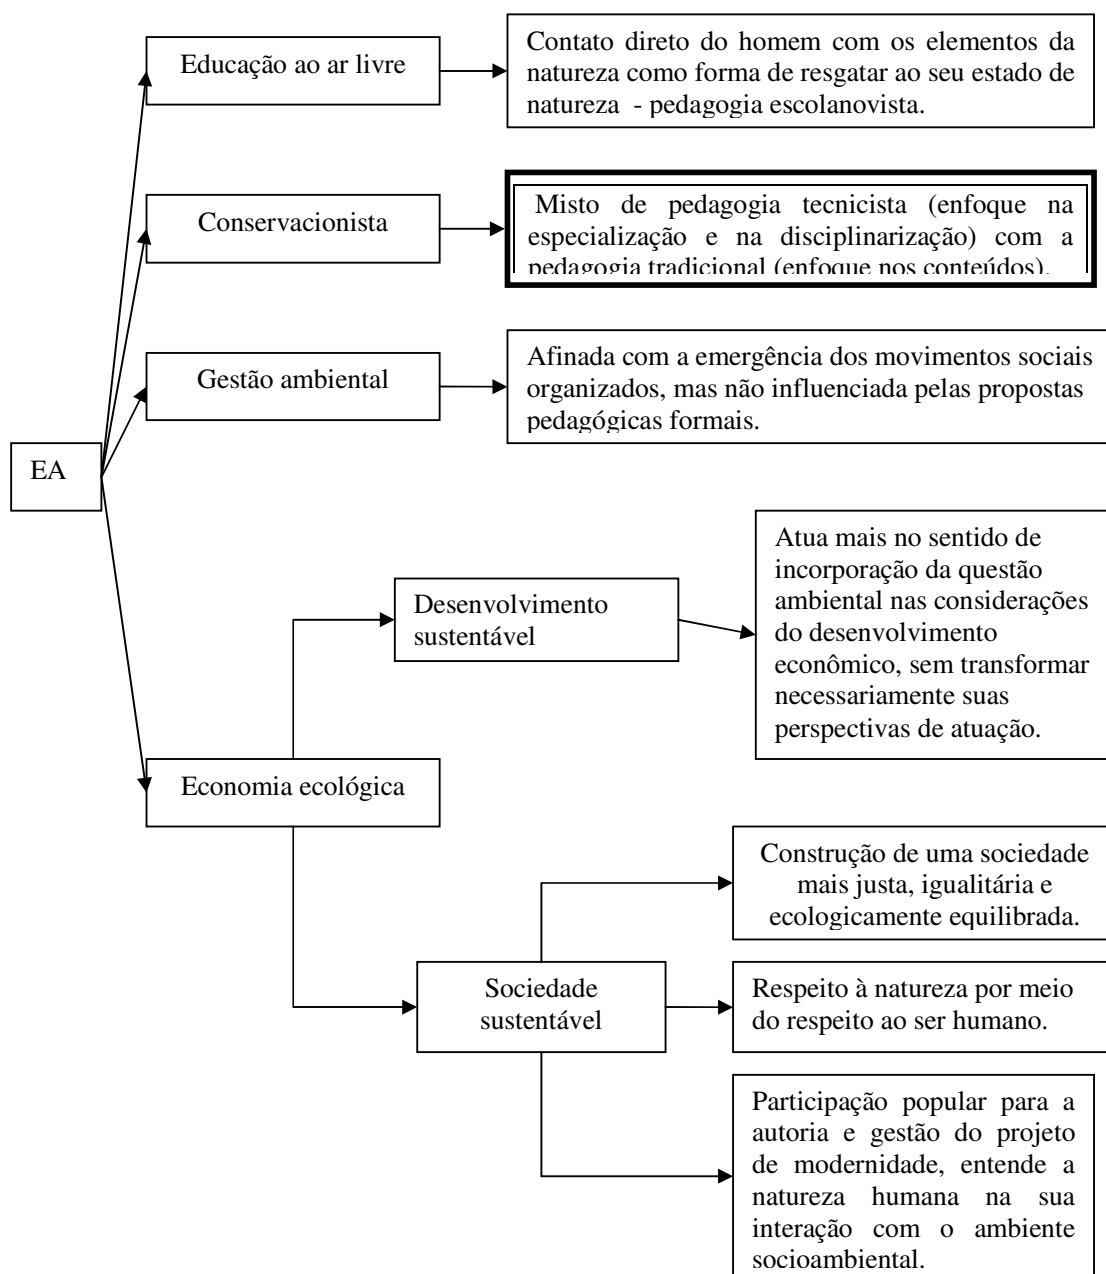 Educação ao ar livre
Contato direto do homem com os elementos da
natureza como forma de resgatar ao seu estado de
natureza - pedagogia escolanovista.
Conservacionista
Misto de pedagogia tecnicista (enfoque na
especialização e na disciplinarização) com a
pedagogia tradicional (enfoque nos conteúdos).
Gestão ambiental
Afinada com a emergência dos movimentos sociais
organizados, mas não influenciada pelas propostas
pedagógicas formais.
EA
Desenvolvimento
sustentável
Atua mais no sentido de
incorporação da questão
ambiental nas considerações
do desenvolvimento
econômico, sem transformar
necessariamente suas
perspectivas de atuação.
Economia ecológica
Construção de uma sociedade
mais justa, igualitária e
ecologicamente equilibrada.
Sociedade
sustentável
Respeito à natureza por meio
do respeito ao ser humano.
Participação popular para a
autoria e gestão do projeto
de modernidade, entende a
natureza humana na sua
interação com o ambiente
socioambiental.